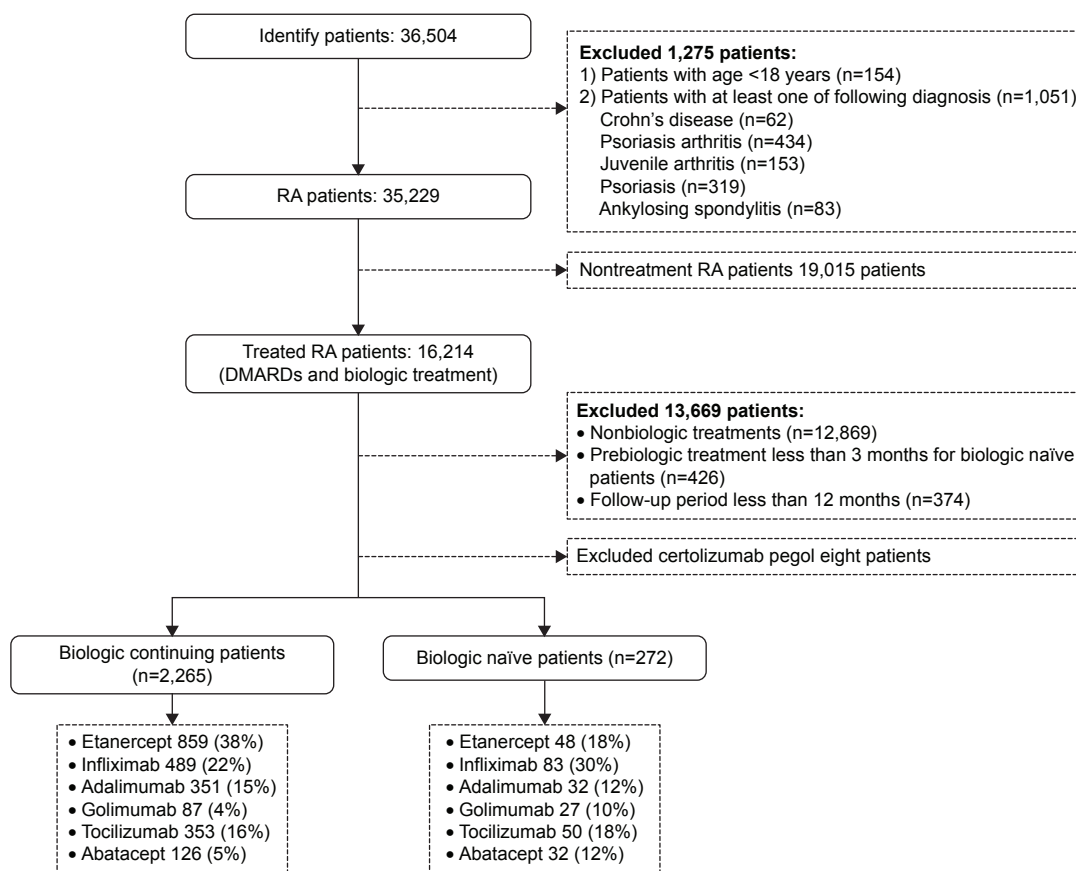 Identify patients: 36,504
Excluded 1,275 patients:
1) Patients with age <18 years (n=154)
2) Patients with at least one of following diagnosis (n=1,051)
Crohn's disease (n=62)
Psoriasis arthritis (n=434)
Juvenile arthritis (n=153)
Psoriasis (n=319)
Ankylosing spondylitis (n=83)
RA patients: 35,229
Nontreatment RA patients 19,015 patients
Treated RA patients: 16,214
(DMARDs and biologic treatment)
Excluded 13,669 patients:
• Nonbiologic treatments (n=12,869)
• Prebiologic treatment less than 3 months for biologic naïve
patients (n=426)
• Follow-up period less than 12 months (n=374)
Excluded certolizumab pegol eight patients
Biologic continuing patients
(n=2,265)
Biologic naïve patients (n=272)
• Etanercept 859 (38%)
• Infliximab 489 (22%)
• Adalimumab 351 (15%)
• Golimumab 87 (4%)
• Tocilizumab 353 (16%)
• Abatacept 126 (5%)
• Etanercept 48 (18%)
• Infliximab 83 (30%)
• Adalimumab 32 (12%)
• Golimumab 27 (10%)
• Tocilizumab 50 (18%)
• Abatacept 32 (12%)